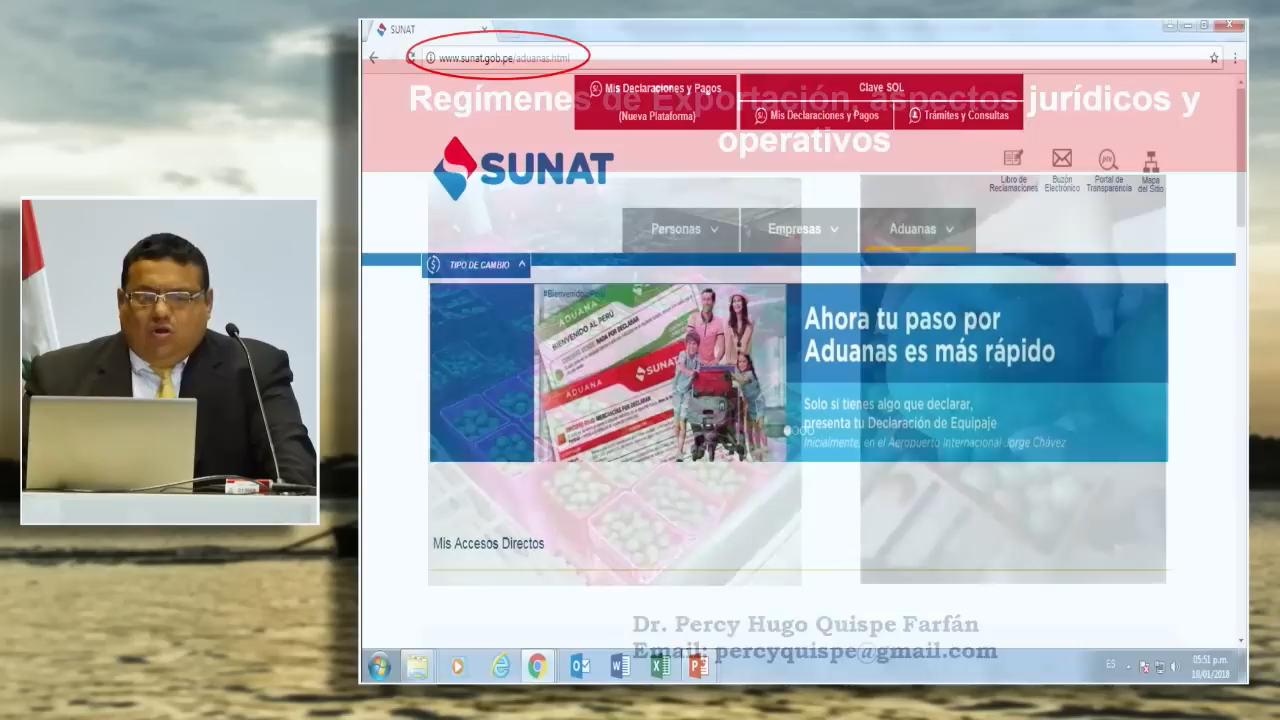 SUNAT
www.sunat.gob.pe/aduanas.html
Regímenes de Exportación, aspectos jurídicos y
operativos
Mis Declaraciones y Pagos
(Nueva Plataforma)
Clave SOL
Mis Declaraciones y Pagos
Trámites y Consultas
SUNAT
Libro de
Reclamaciones
Buzón
Electrónico
Portal de
Transparencia
Mapa
del Sitio
Personas
Empresas
Aduanas
TIPO DE CAMBIO
ADUANA
BIENVENIDO AL PERÚ
SUNAT
ADUANA
Ahora tu paso por
Aduanas es más rápido
Solo si tienes algo que declarar,
presenta tu Declaración de Equipaje
Inicialmente, en el Aeropuerto Internacional Jorge Chávez
Mis Accesos Directos
Dr. Percy Hugo Quispe Farfán
Email: percyquispe@gmail.com
ES
05:51 p.m.
18/01/2018